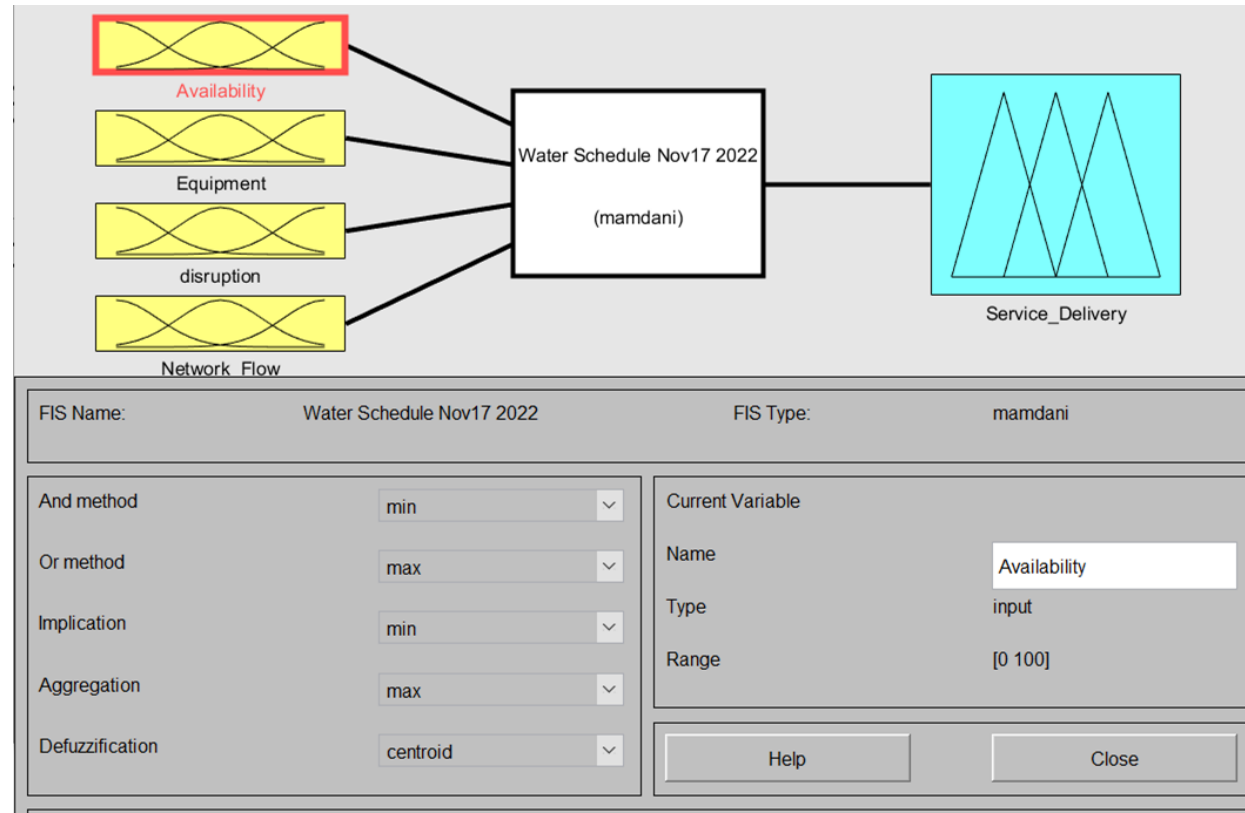 Availability
Equipment
disruption
Network_Flow
Water Schedule Nov17 2022
(mamdani)
Service_Delivery
FIS Name: Water Schedule Nov17 2022 FIS Type: mamdani
And method min
Or method max
Implication min
Aggregation max
Defuzzification centroid
Current Variable
Name Availability
Type input
Range [0 100]
Help Close